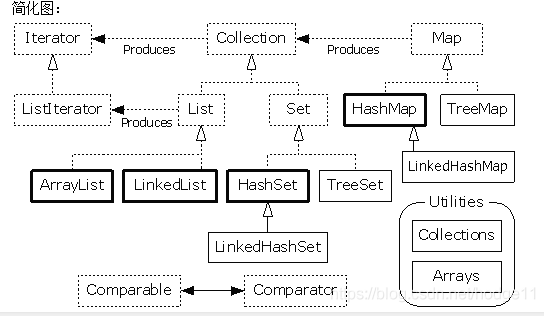 简化图：
Iterator
Produces
Collection
Produces
Map
ListIterator
Produces
List
Set
HashMap
TreeMap
ArrayList
LinkedList
HashSet
TreeSet
LinkedHashMap
LinkedHashSet
Utilities
Collections
Arrays
Comparable
Comparator